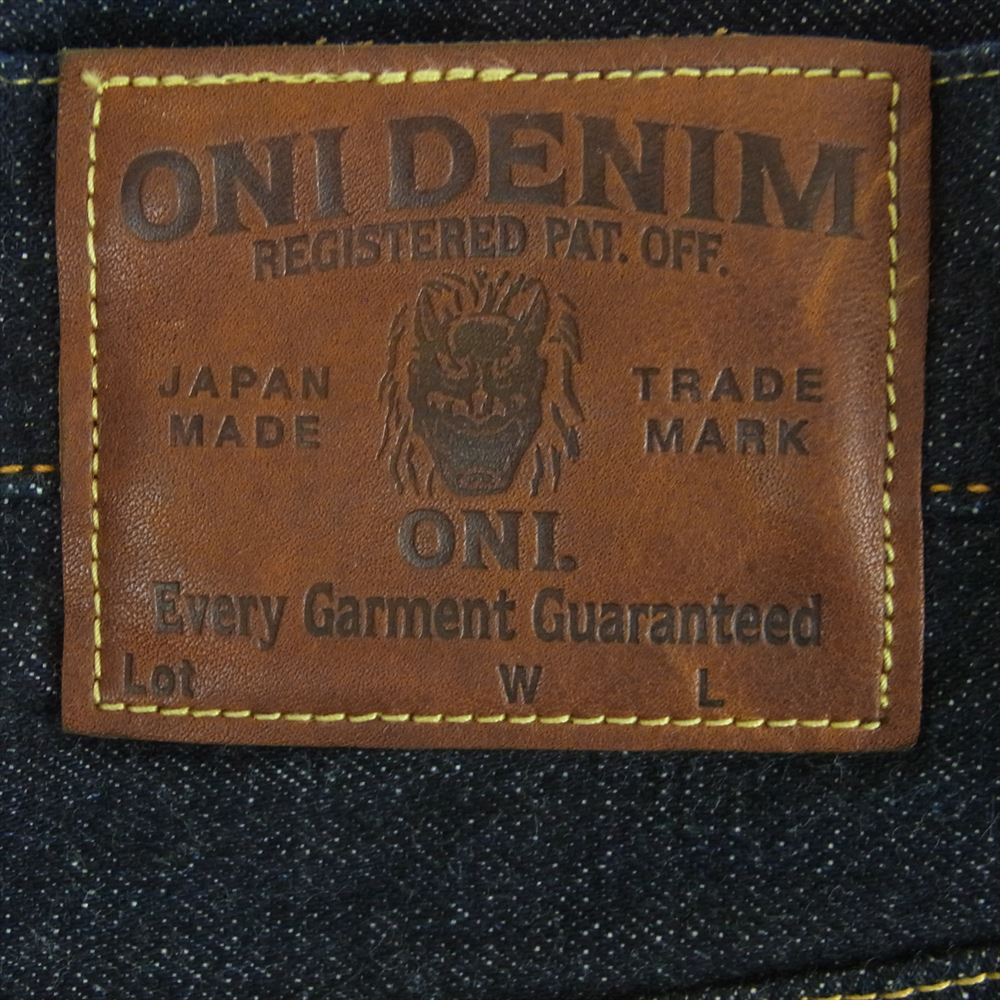 ONI DENIM
REGISTERED PAT. OFF.
JAPAN MADE
TRADE MARK
ONI.
Every Garment Guaranteed
Lot W L